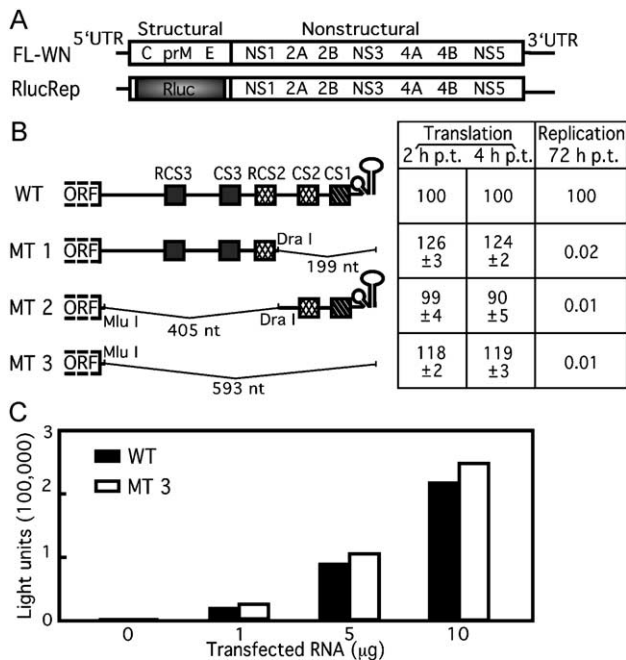 A
5'UTR Structural Nonstructural 3'UTR
FL-WN C prM E NS1 2A 2B NS3 4A 4B NS5
RlucRep Rluc NS1 2A 2B NS3 4A 4B NS5
B
Translation Replication
2 h p.t. 4 h p.t. 72 h p.t.
RCS3 CS3 RCS2 CS2 CS1
WT ORF 100 100 100
MT 1 ORF Dra I 199 nt 126 ±3 124 ±2 0.02
MT 2 ORF Mlu I 405 nt Dra I 99 ±4 90 ±5 0.01
MT 3 ORF Mlu I 593 nt 118 ±2 119 ±3 0.01
C
Light units (100,000)
3
2
1
0
WT
MT 3
0 1 5 10
Transfected RNA (μg)